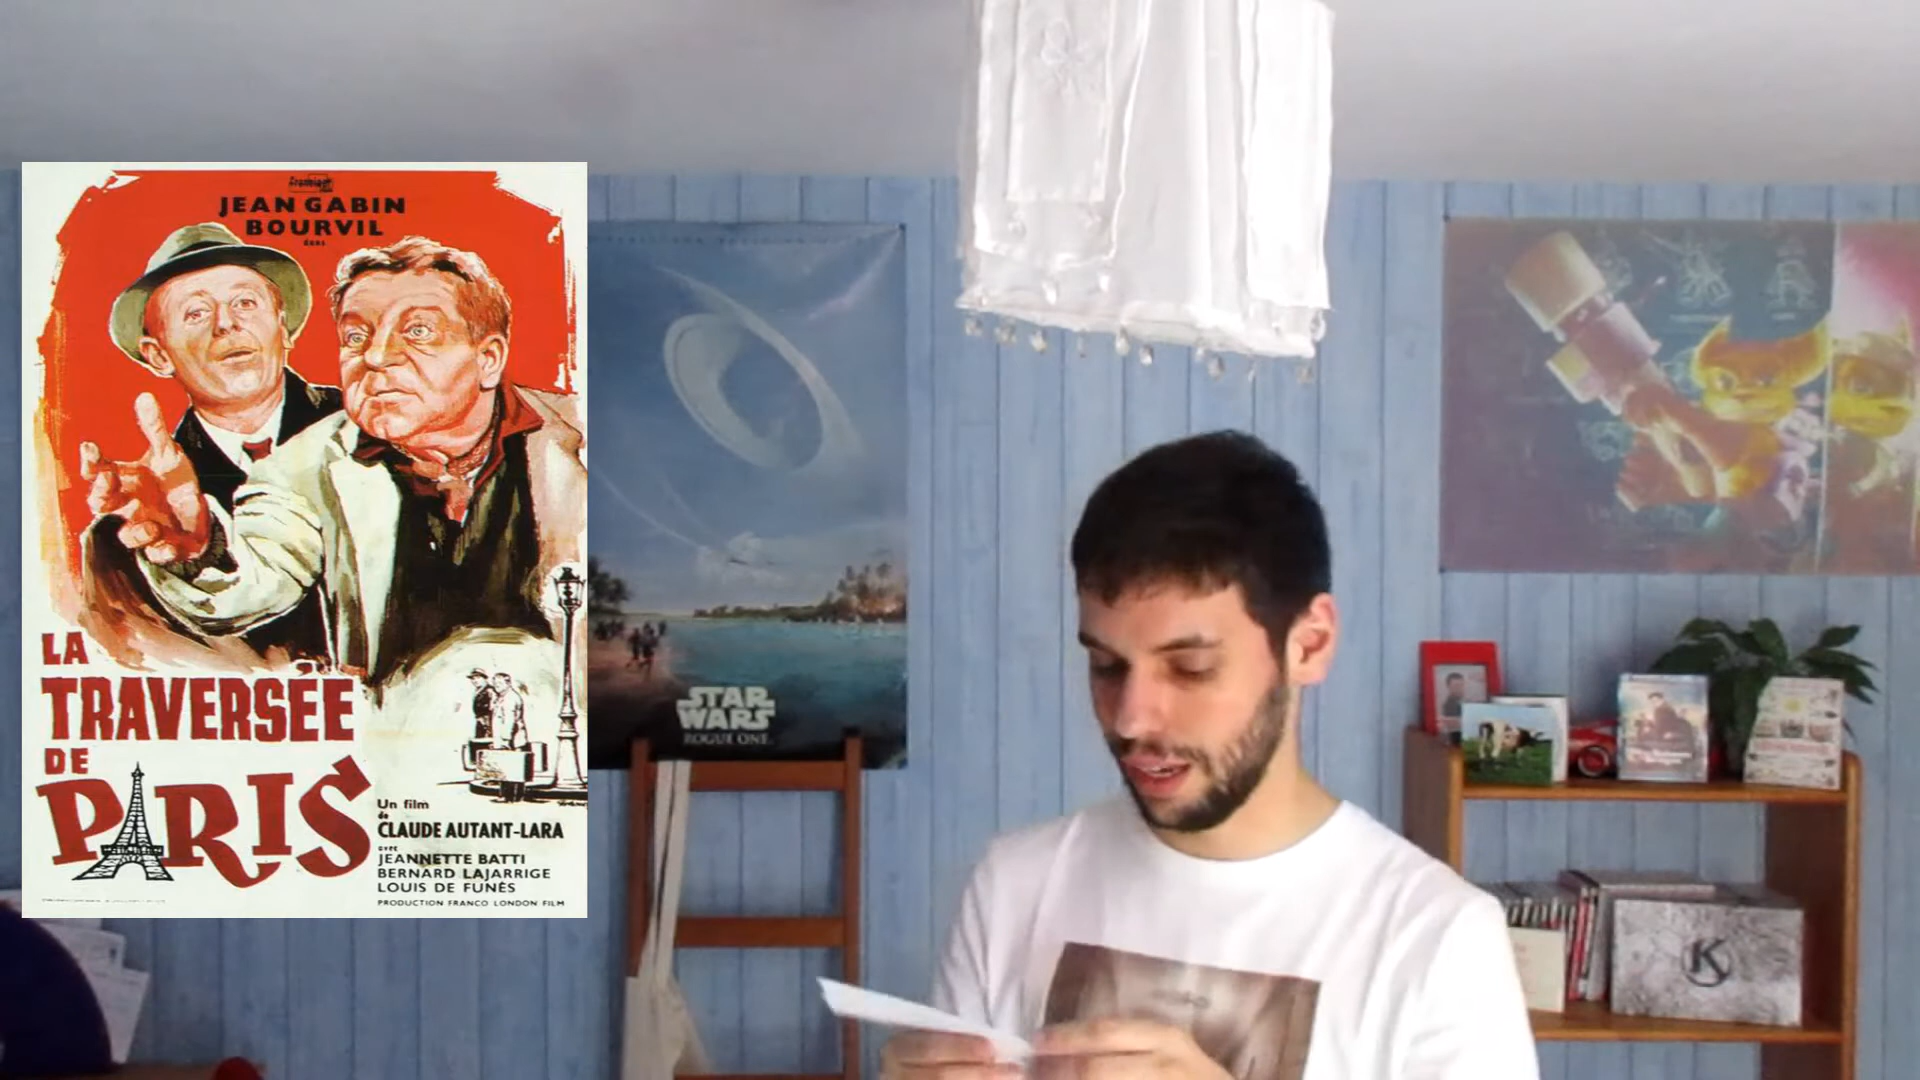 JEAN GABIN
BOURVIL
dans
LA
TRAVERSÉE
DE
PARIS
Un film
de
CLAUDE AUTANT-LARA
avec
JEANNETTE BATTI
BERNARD LAJARRIGE
LOUIS DE FUNÈS
PRODUCTION FRANCO LONDON FILM
STAR
WARS
ROGUE ONE
K